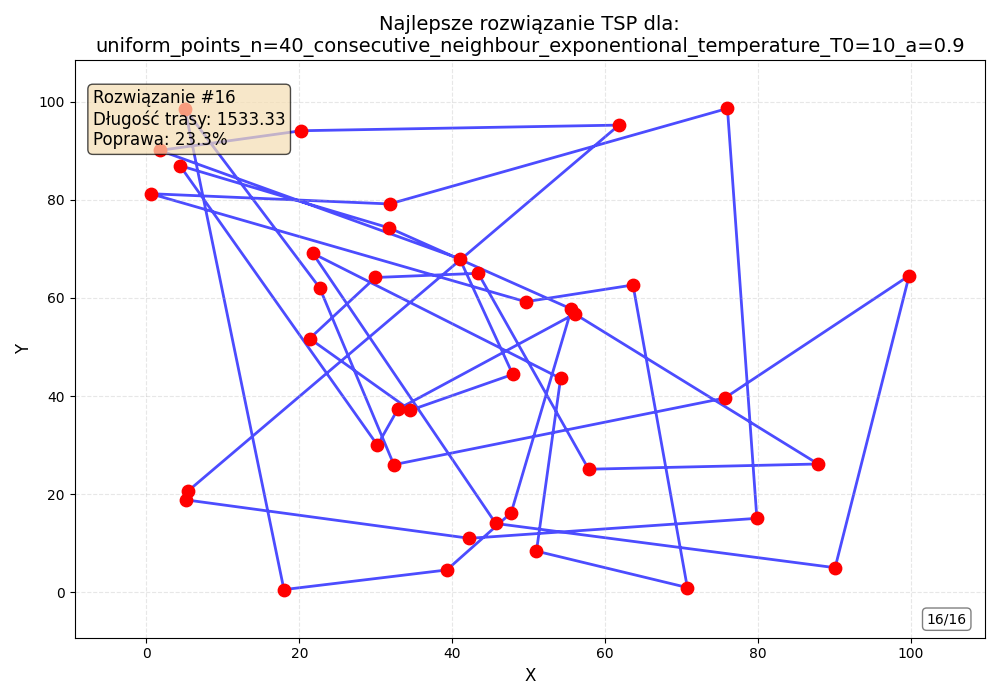 Najlepsze rozwiązanie TSP dla:
uniform_points_n=40_consecutive_neighbour_exponentional_temperature_T0=10_a=0.9
Rozwiązanie #16
Długość trasy: 1533.33
Poprawa: 23.3%
100
80
60
40
20
0
Y
16/16
0 20 40 60 80 100
X